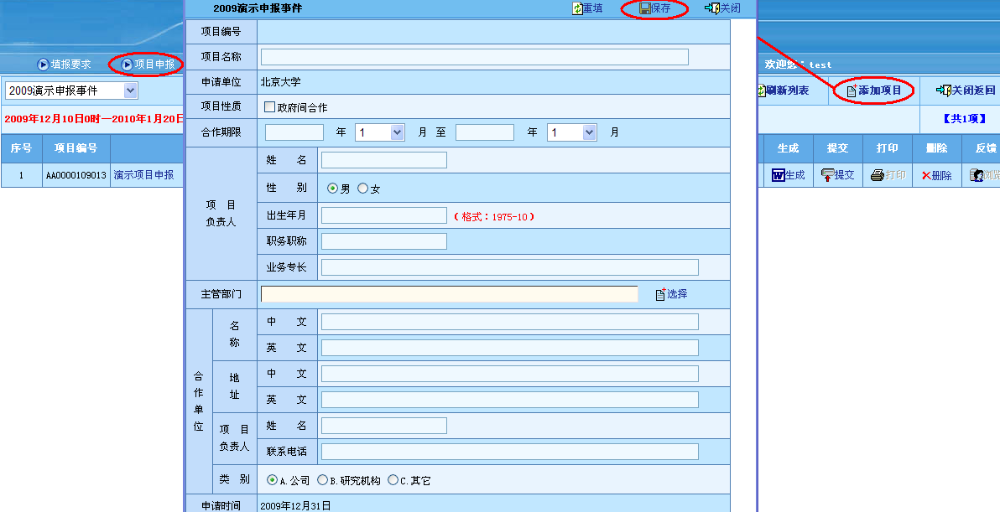 2009演示申报事件 重填 保存 关闭
填报要求 项目申报
欢迎您：test
2009演示申报事件
刷新列表 添加项目 关闭返回
2009年12月10日0时—2010年1月20日
【共1项】
序号 项目编号
生成 提交 打印 删除 反馈
1 AA0000109013 演示项目申报
生成 提交 打印 删除 浏览
项目编号
项目名称
申请单位 北京大学
项目性质 政府间合作
合作期限 年 1 月 至 年 1 月
项 目
负责人
姓 名
性 别 男 女
出生年月 （格式：1975-10）
职务职称
业务专长
主管部门 选择
合作单位
名称
中 文
英 文
地址
中 文
英 文
项 目
负责人
姓 名
联系电话
类 别 A.公司 B.研究机构 C.其它
申请时间 2009年12月31日